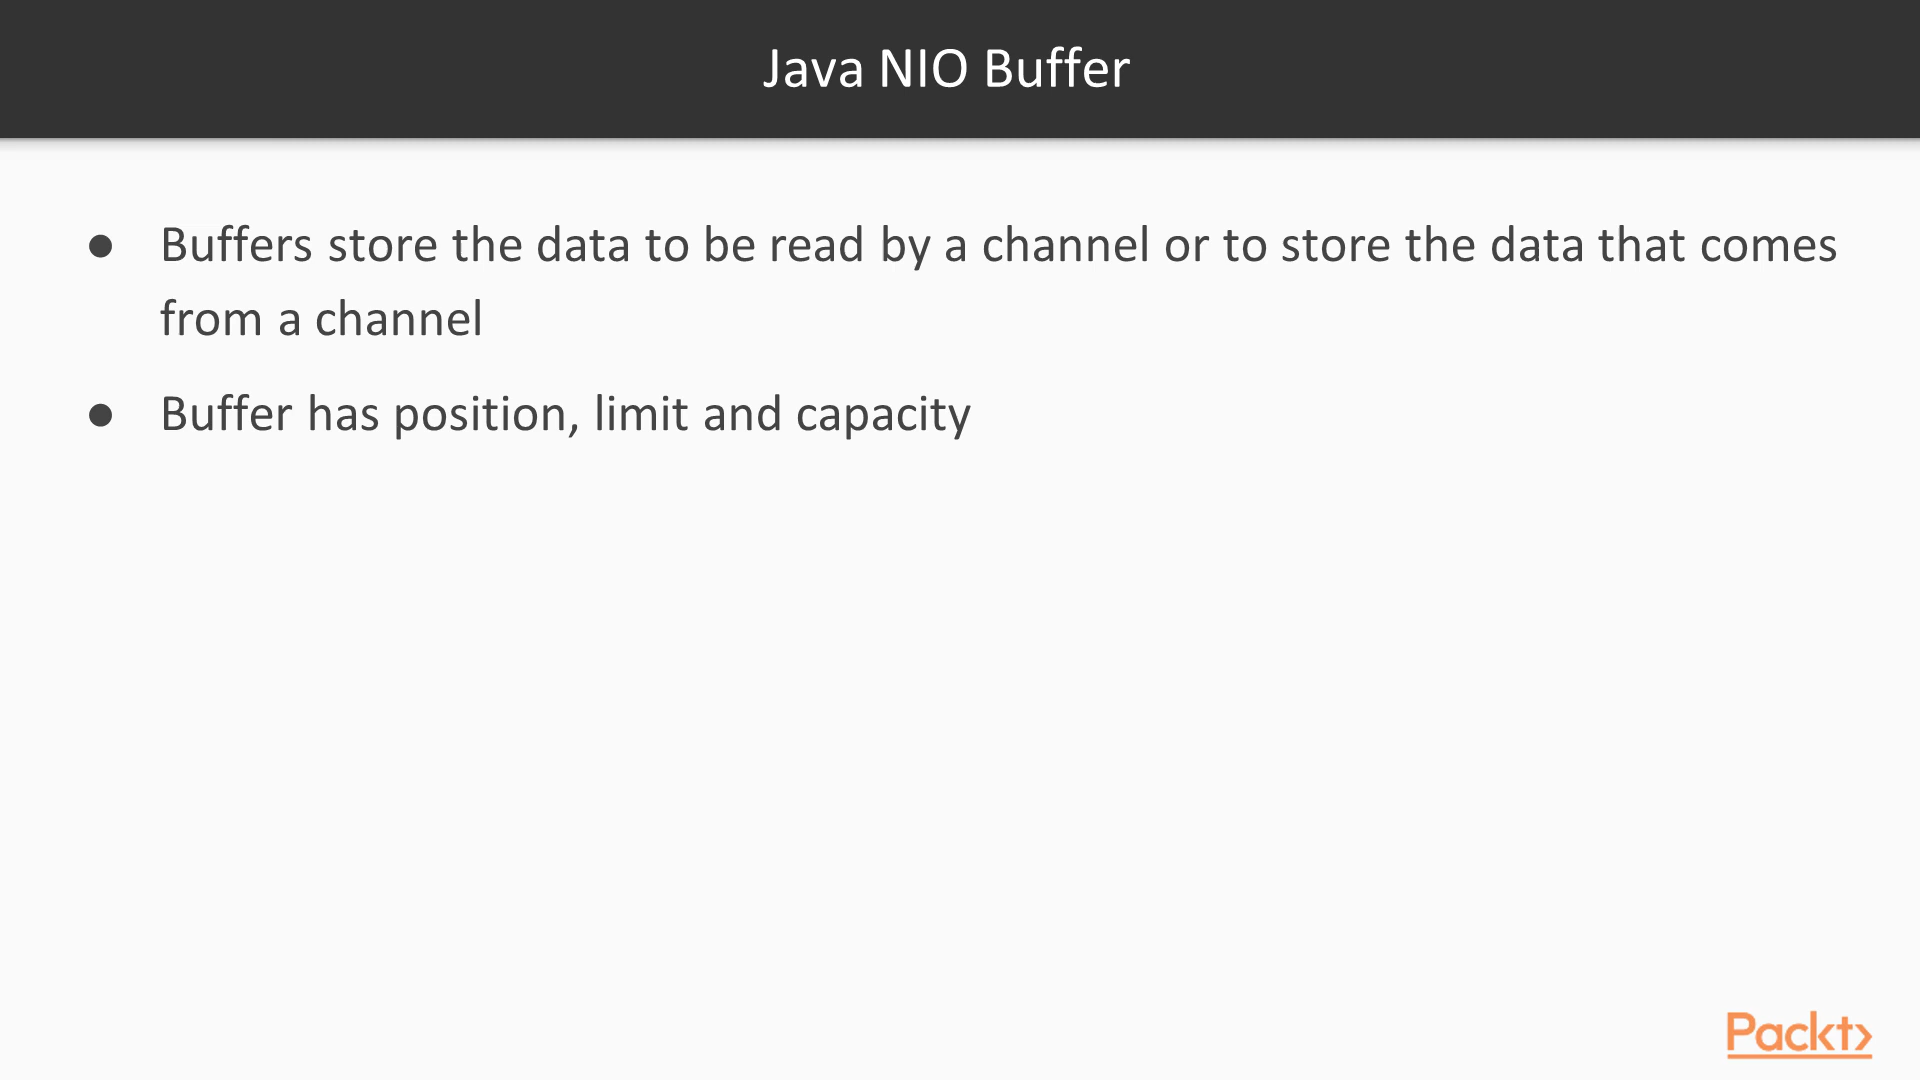 Java NIO Buffer
● Buffers store the data to be read by a channel or to store the data that comes
from a channel
● Buffer has position, limit and capacity
Packt>